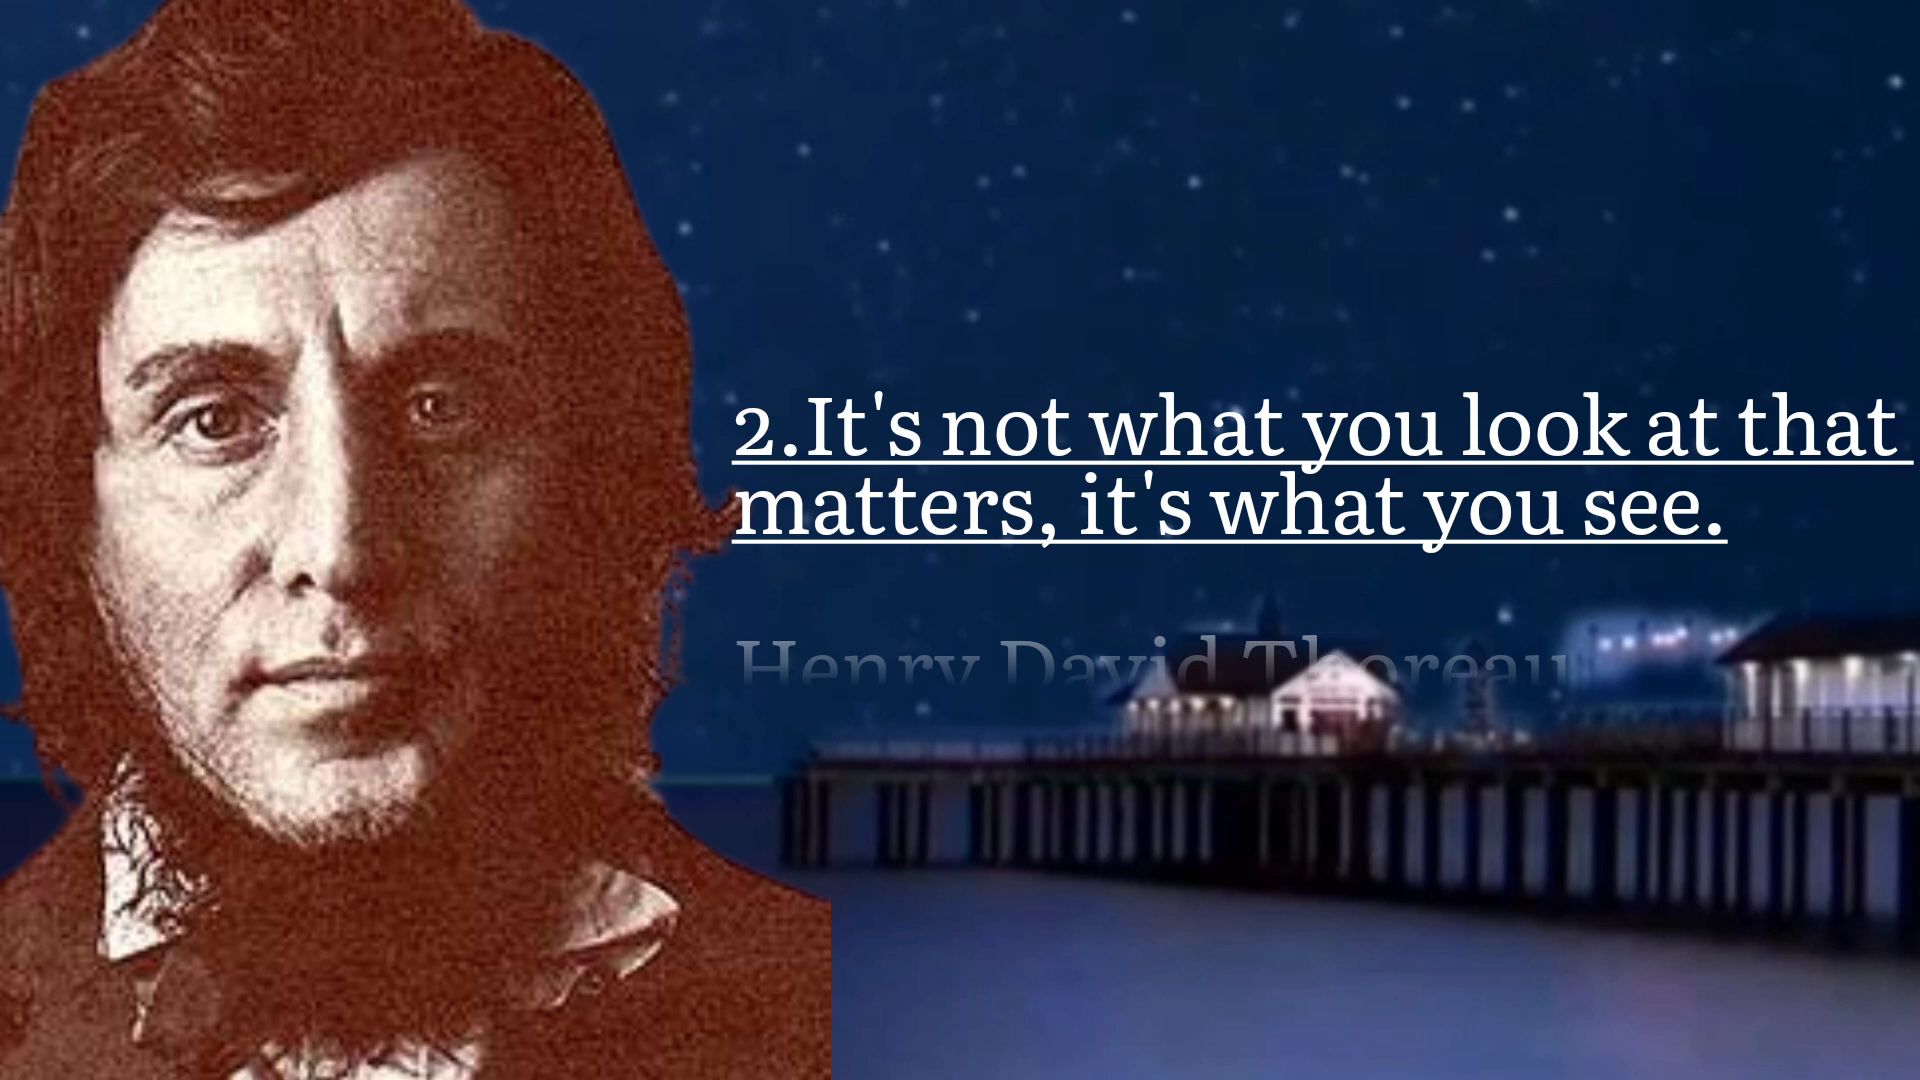 2.It's not what you look at that
matters, it's what you see.
Henry David Thoreau